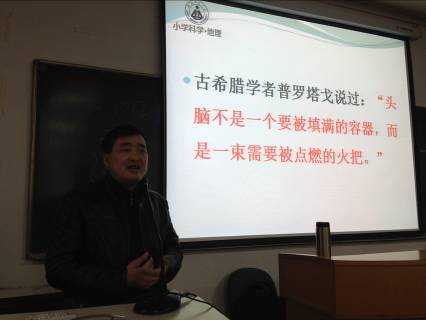 小学科学·地理
古希腊学者普罗塔戈说过：“头
脑不是一个要被填满的容器，而
是一束需要被点燃的火把。”